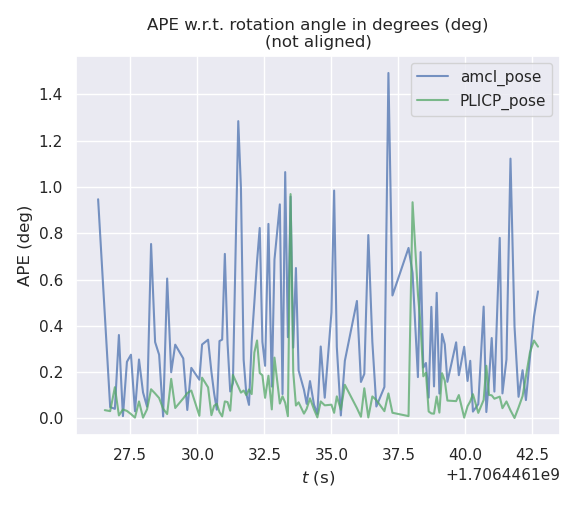 APE w.r.t. rotation angle in degrees (deg)
(not aligned)
amcl_pose
PLICP_pose
APE (deg)
1.4
1.2
1.0
0.8
0.6
0.4
0.2
0.0
27.5 30.0 32.5 35.0 37.5 40.0 42.5
t (s)
+1.7064461e9